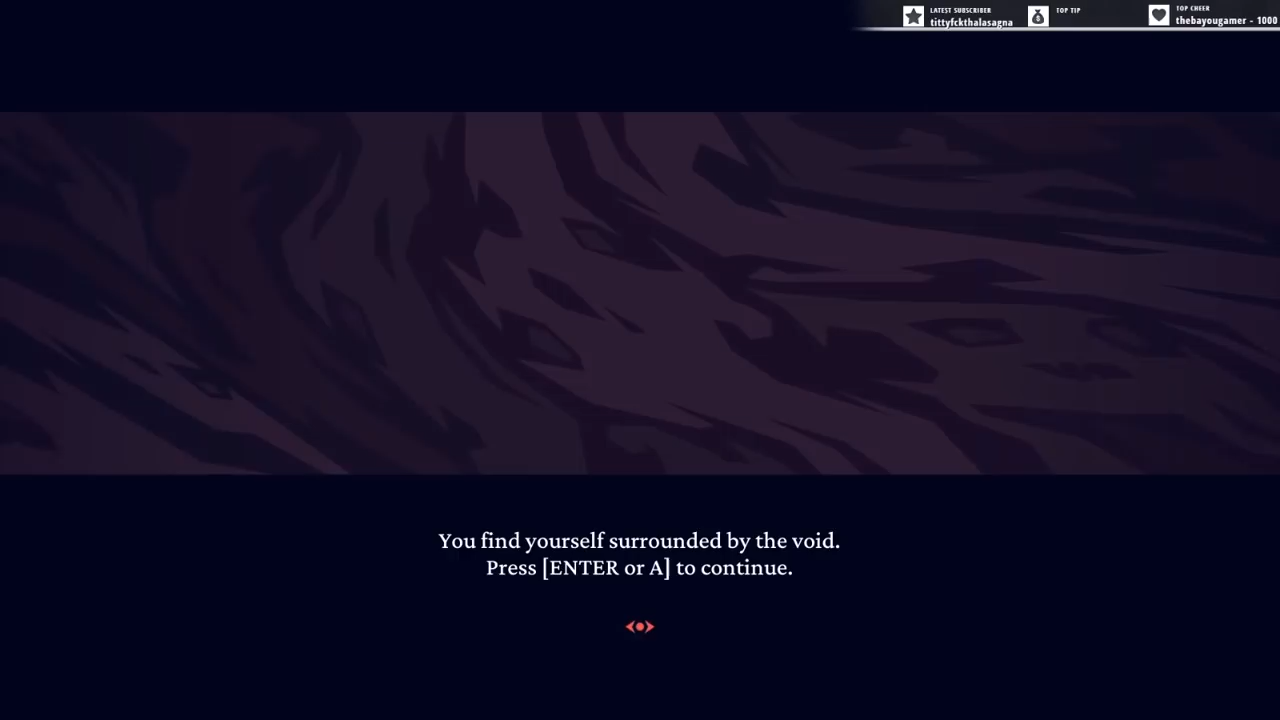 LATEST SUBSCRIBER
tittyfckthalasagna
TOP TIP
TOP CHEER
thebayougamer - 1000
You find yourself surrounded by the void.
Press [ENTER or A] to continue.